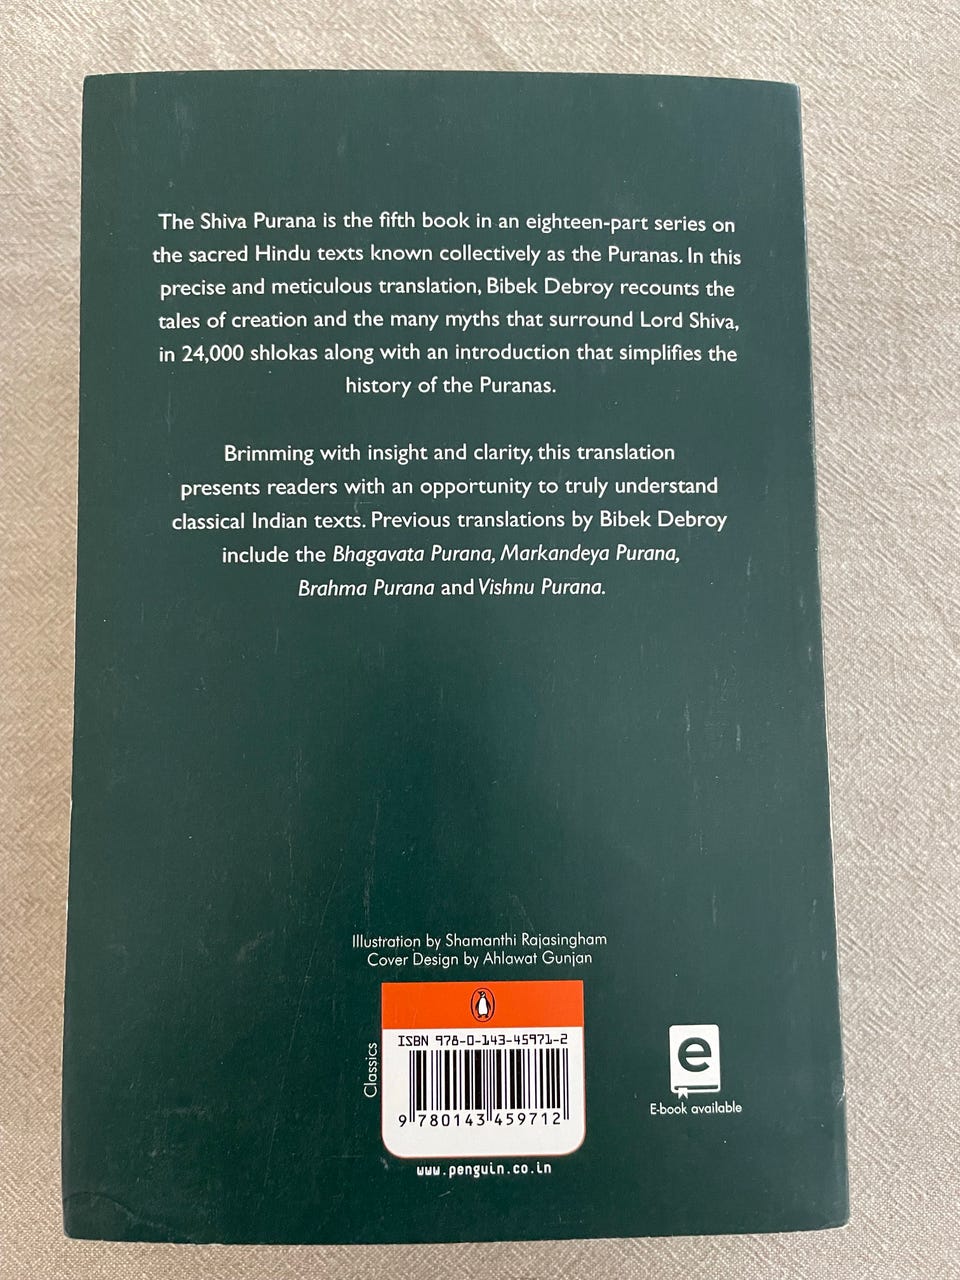 The Shiva Purana is the fifth book in an eighteen-part series on
the sacred Hindu texts known collectively as the Puranas. In this
precise and meticulous translation, Bibek Debroy recounts the
tales of creation and the many myths that surround Lord Shiva,
in 24,000 shlokas along with an introduction that simplifies the
history of the Puranas.
Brimming with insight and clarity, this translation
presents readers with an opportunity to truly understand
classical Indian texts. Previous translations by Bibek Debroy
include the Bhagavata Purana, Markandeya Purana,
Brahma Purana and Vishnu Purana.
Illustration by Shamanthi Rajasingham
Cover Design by Ahlawat Gunjan
Classics
ISBN 978-0-143-45971-2
9 780143 459712
www.penguin.co.in
e
E-book available